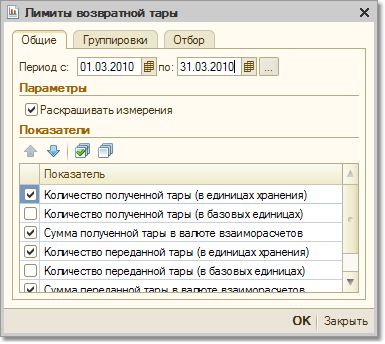 Лимиты возвратной тары
Общие Группировки Отбор
Период с: 01.03.2010 по: 31.03.2010 ...
Параметры
Раскрашивать измерения
Показатели
Показатель
Количество полученной тары (в единицах хранения)
Количество полученной тары (в базовых единицах)
Сумма полученной тары в валюте взаиморасчетов
Количество переданной тары (в единицах хранения)
Количество переданной тары (в базовых единицах)
Сумма переданной тары в валюте взаиморасчетов
OK Закрыть